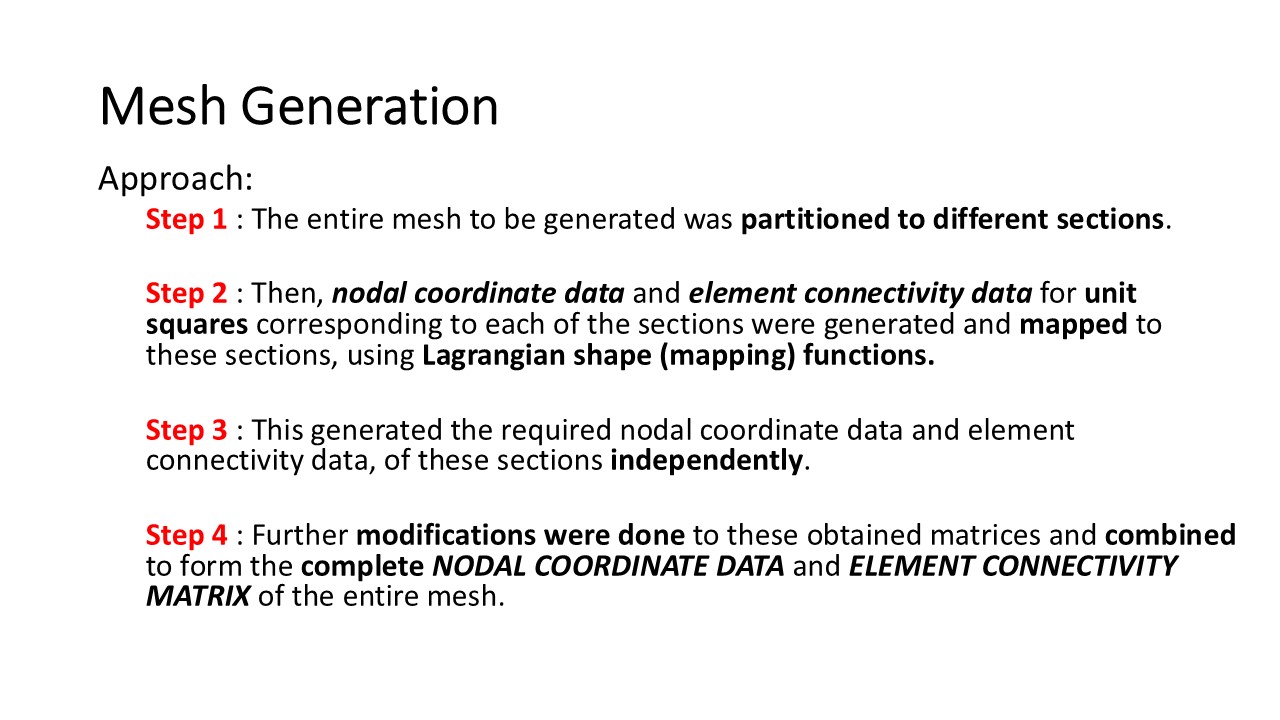 Mesh Generation
Approach:
Step 1 : The entire mesh to be generated was partitioned to different sections.
Step 2 : Then, nodal coordinate data and element connectivity data for unit
squares corresponding to each of the sections were generated and mapped to
these sections, using Lagrangian shape (mapping) functions.
Step 3 : This generated the required nodal coordinate data and element
connectivity data, of these sections independently.
Step 4 : Further modifications were done to these obtained matrices and combined
to form the complete NODAL COORDINATE DATA and ELEMENT CONNECTIVITY
MATRIX of the entire mesh.